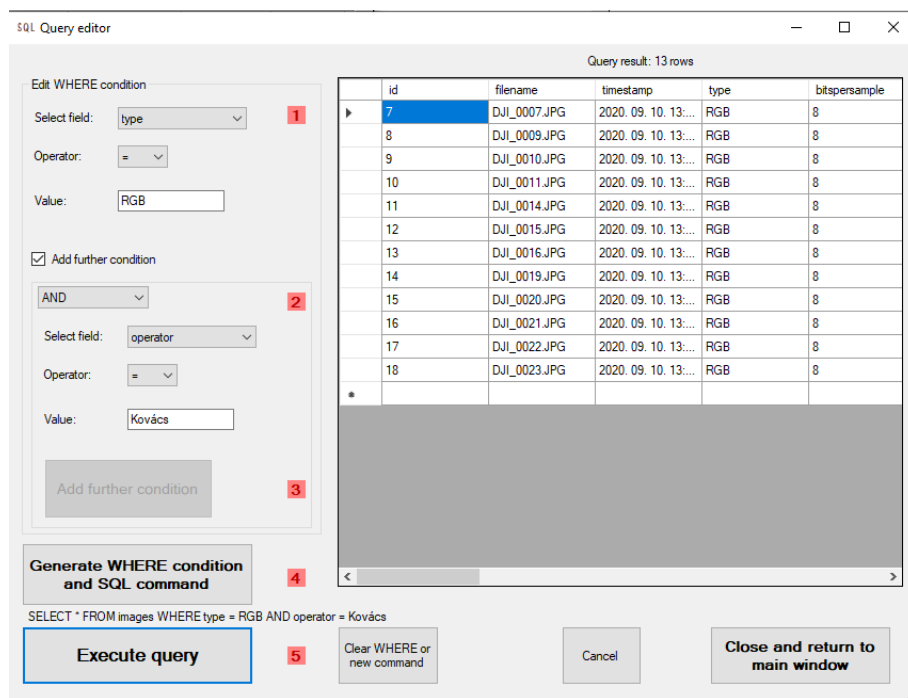 SQL Query editor
Query result: 13 rows
Edit WHERE condition
Select field: type 1
Operator: =
Value: RGB
Add further condition
AND 2
Select field: operator
Operator: =
Value: Kovács
Add further condition 3
id filename timestamp type bitspersample
7 DJI_0007.JPG 2020. 09. 10. 13:... RGB 8
8 DJI_0009.JPG 2020. 09. 10. 13:... RGB 8
9 DJI_0010.JPG 2020. 09. 10. 13:... RGB 8
10 DJI_0011.JPG 2020. 09. 10. 13:... RGB 8
11 DJI_0014.JPG 2020. 09. 10. 13:... RGB 8
12 DJI_0015.JPG 2020. 09. 10. 13:... RGB 8
13 DJI_0016.JPG 2020. 09. 10. 13:... RGB 8
14 DJI_0019.JPG 2020. 09. 10. 13:... RGB 8
15 DJI_0020.JPG 2020. 09. 10. 13:... RGB 8
16 DJI_0021.JPG 2020. 09. 10. 13:... RGB 8
17 DJI_0022.JPG 2020. 09. 10. 13:... RGB 8
18 DJI_0023.JPG 2020. 09. 10. 13:... RGB 8
Generate WHERE condition
and SQL command 4
SELECT * FROM images WHERE type = RGB AND operator = Kovács
Execute query 5
Clear WHERE or
new command
Cancel
Close and return to
main window